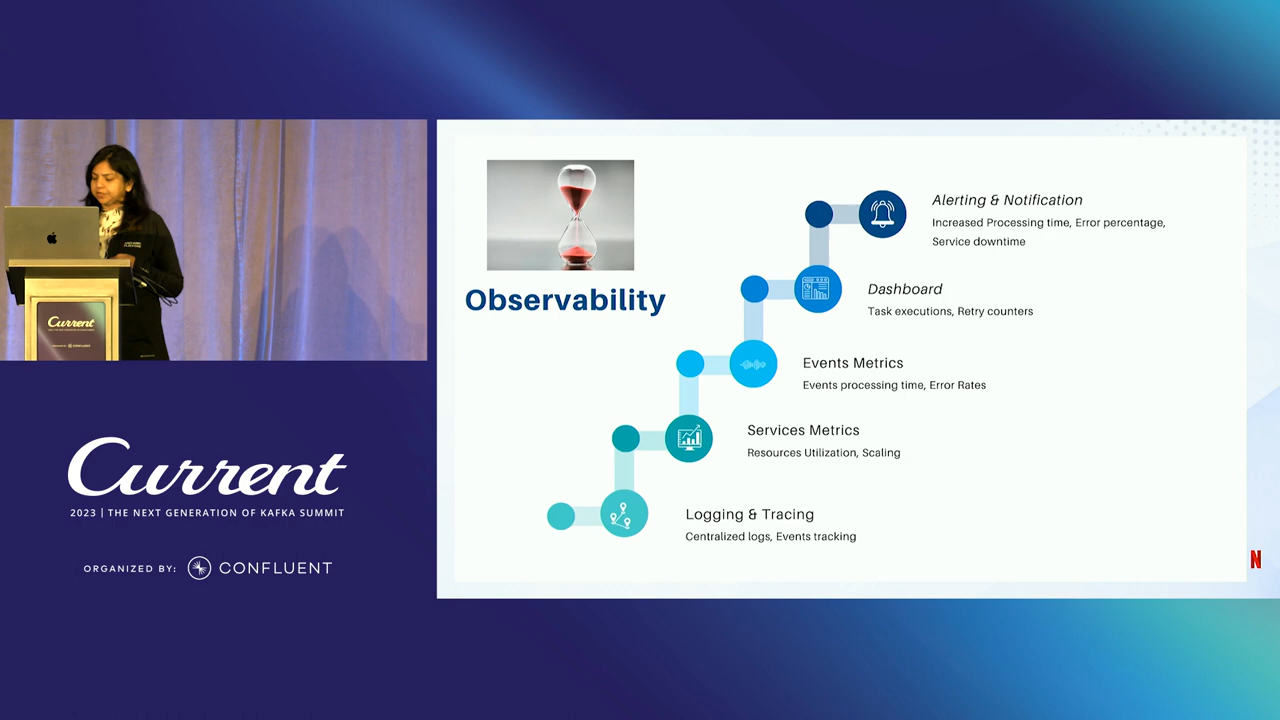 Current
Current
2023 | THE NEXT GENERATION OF KAFKA SUMMIT
ORGANIZED BY: CONFLUENT
Observability
Alerting & Notification
Increased Processing time, Error percentage,
Service downtime
Dashboard
Task executions, Retry counters
Events Metrics
Events processing time, Error Rates
Services Metrics
Resources Utilization, Scaling
Logging & Tracing
Centralized logs, Events tracking
N